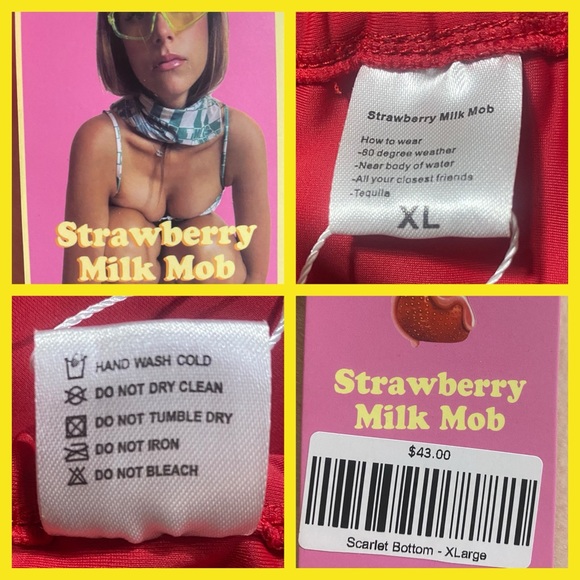 Strawberry
Milk Mob
Strawberry Milk Mob
How to wear
-80 degree weather
-Near body of water
-All your closest friends
-Tequila
XL
HAND WASH COLD
DO NOT DRY CLEAN
DO NOT TUMBLE DRY
DO NOT IRON
DO NOT BLEACH
Strawberry
Milk Mob
$43.00
Scarlet Bottom - XLarge